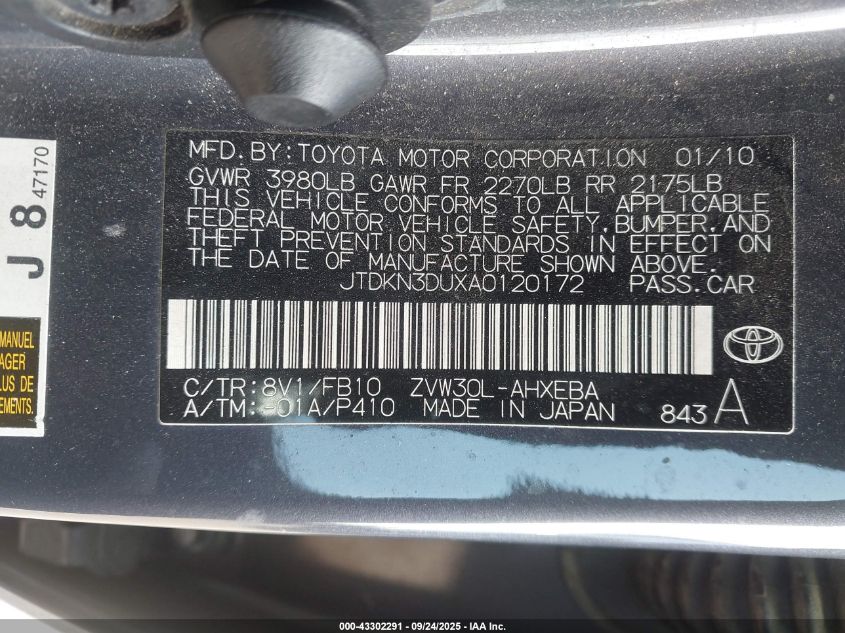 J 8 47170
MANUEL
AGER
LUS DE
EMENTS.
MFD.BY:TOYOTA MOTOR CORPORATION 01/10
GVWR 3980LB GAWR FR 2270LB RR 2175LB
THIS VEHICLE CONFORMS TO ALL APPLICABLE
FEDERAL MOTOR VEHICLE SAFETY,BUMPER,AND
THEFT PREVENTION STANDARDS IN EFFECT ON
THE DATE OF MANUFACTURE SHOWN ABOVE.
JTDKN3DUXA0120172 PASS.CAR
C/TR:8V1/FB10 ZVW30L-AHXEBA
A/TM:-01A/P410 MADE IN JAPAN 843 A
000-43302291 - 09/24/2025 - IAA Inc.